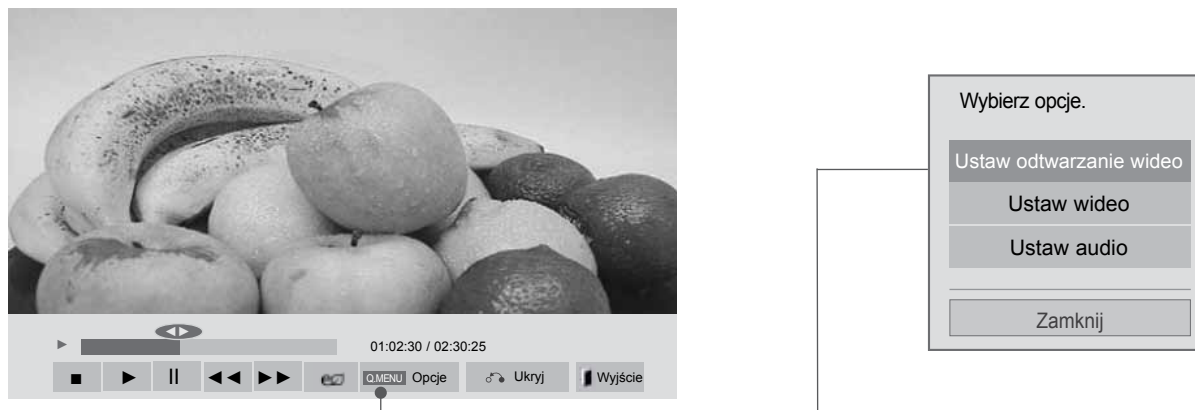 01:02:30 / 02:30:25
Q.MENU Opcje Ukryj Wyjście
Wybierz opcje.
Ustaw odtwarzanie wideo
Ustaw wideo
Ustaw audio
Zamknij